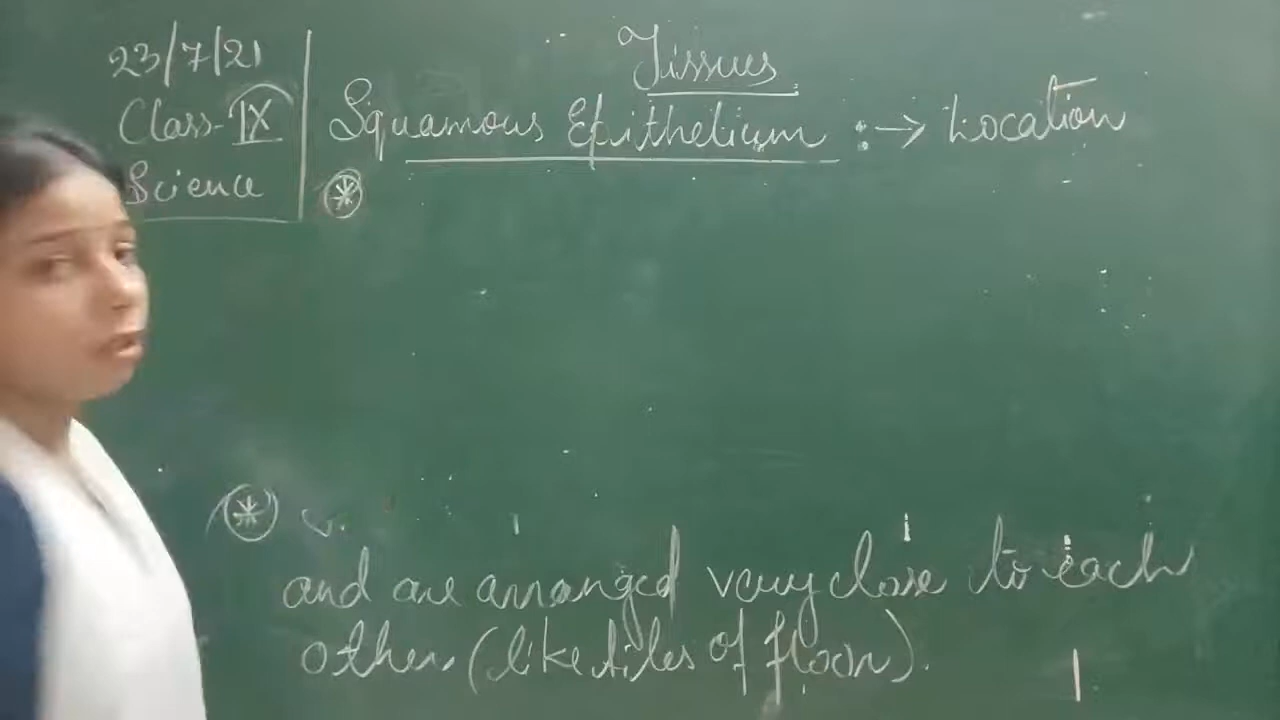 23/7/21
Class-IX
Science
Tissues
Squamous Epithelium :→ Location
and are arranged very close to each
other. (like tiles of floor).